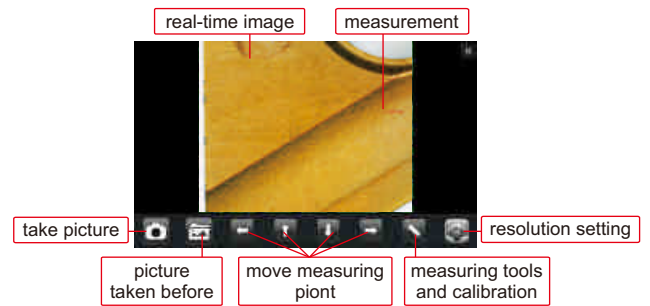 real-time image
measurement
take picture
resolution setting
picture
taken before
move measuring
piont
measuring tools
and calibration